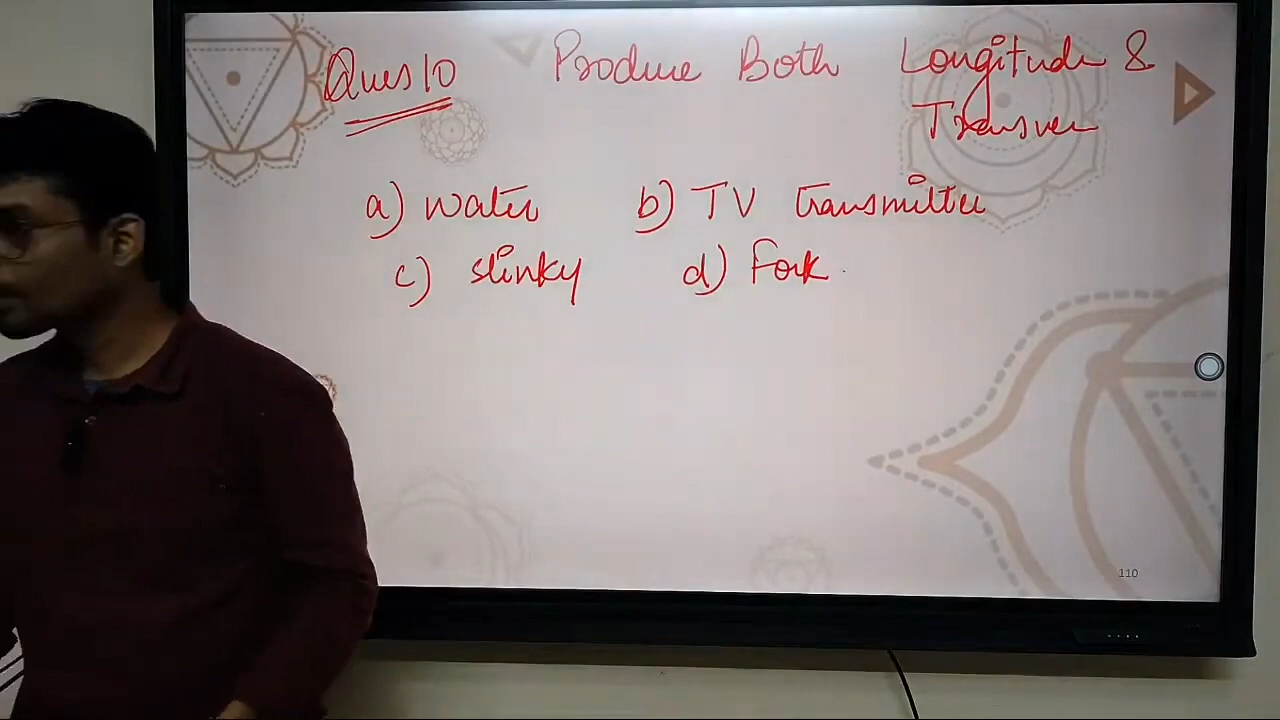 Ques 10 Produce Both Longitude &
Transver
a) water b) TV transmitter
c) slinky d) Fork
110